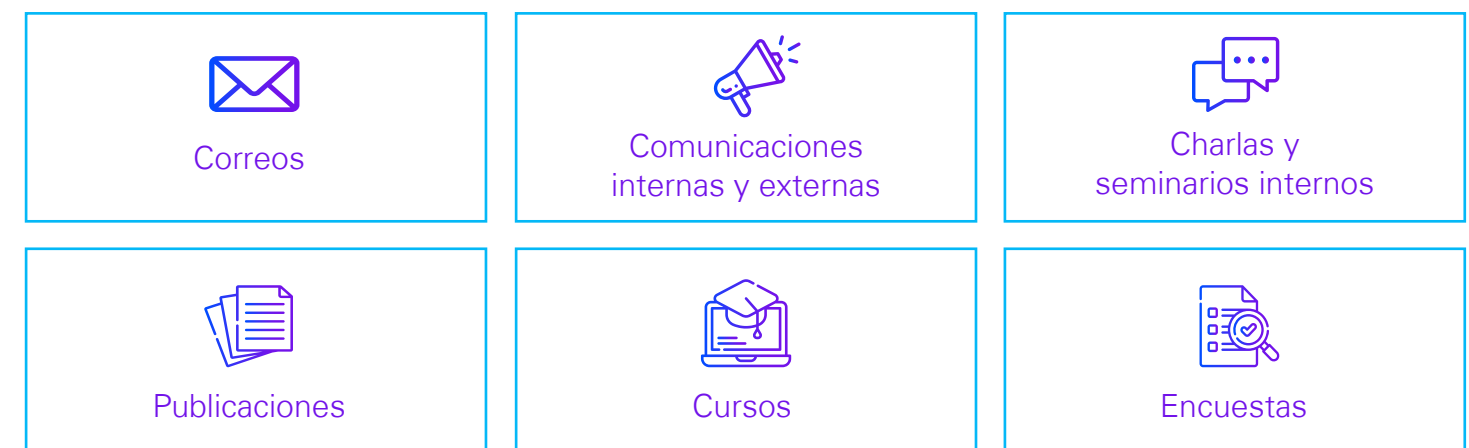 Correos
Comunicaciones
internas y externas
Charlas y
seminarios internos
Publicaciones
Cursos
Encuestas